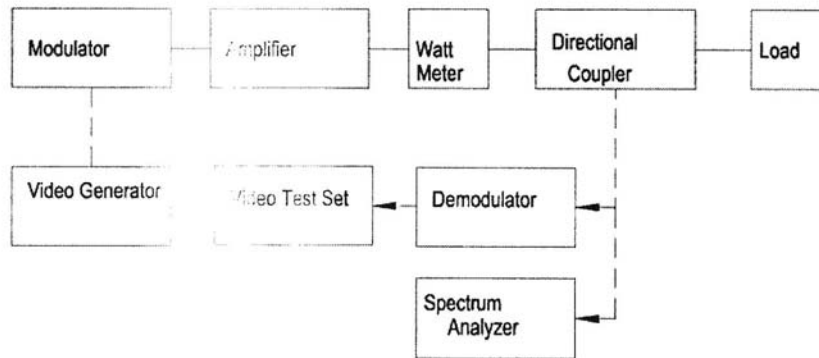 Modulator
Amplifier
Watt
Meter
Directional
Coupler
Load
Video Generator
Video Test Set
Demodulator
Spectrum
Analyzer